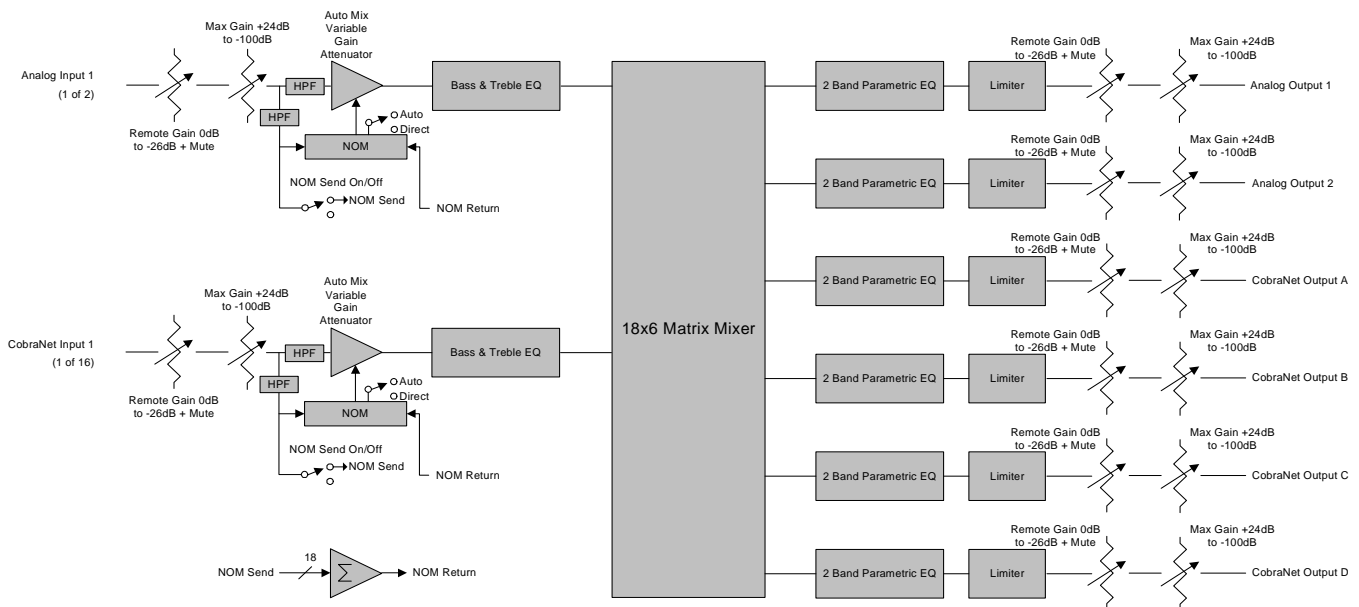 Auto Mix
Variable
Gain
Attenuator
Max Gain +24dB
to -100dB
Analog Input 1
(1 of 2)
HPF
HPF
Bass & Treble EQ
Remote Gain 0dB
to -26dB + Mute
Auto
Direct
NOM
NOM Send On/Off
NOM Send
NOM Return
Auto Mix
Variable
Gain
Attenuator
Max Gain +24dB
to -100dB
CobraNet Input 1
(1 of 16)
HPF
HPF
Bass & Treble EQ
Remote Gain 0dB
to -26dB + Mute
Auto
Direct
NOM
NOM Send On/Off
NOM Send
NOM Return
NOM Send
18
∑
NOM Return
18x6 Matrix Mixer
Remote Gain 0dB
to -26dB + Mute
Max Gain +24dB
to -100dB
2 Band Parametric EQ
Limiter
Analog Output 1
Remote Gain 0dB
to -26dB + Mute
Max Gain +24dB
to -100dB
2 Band Parametric EQ
Limiter
Analog Output 2
Remote Gain 0dB
to -26dB + Mute
Max Gain +24dB
to -100dB
2 Band Parametric EQ
Limiter
CobraNet Output A
Remote Gain 0dB
to -26dB + Mute
Max Gain +24dB
to -100dB
2 Band Parametric EQ
Limiter
CobraNet Output B
Remote Gain 0dB
to -26dB + Mute
Max Gain +24dB
to -100dB
2 Band Parametric EQ
Limiter
CobraNet Output C
Remote Gain 0dB
to -26dB + Mute
Max Gain +24dB
to -100dB
2 Band Parametric EQ
Limiter
CobraNet Output D